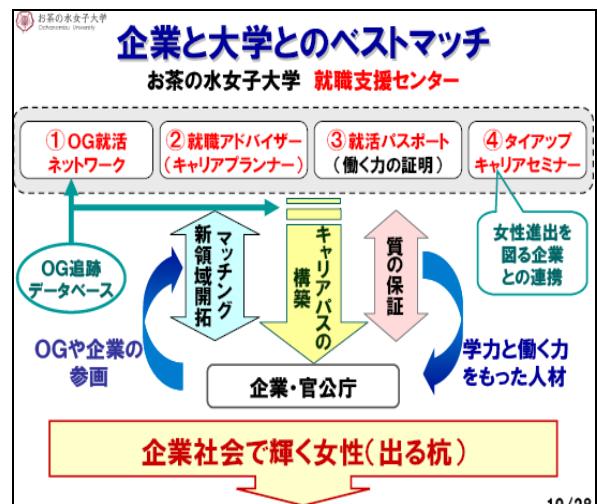 お茶の水女子大学
Ochanomizu University
企業と大学とのベストマッチ
お茶の水女子大学 就職支援センター
①OG就活
ネットワーク
②就職アドバイザー
（キャリアプランナー）
③就活パスポート
（働く力の証明）
④タイアップ
キャリアセミナー
OG追跡
データベース
マッチング
新領域開拓
キャリアパスの
構築
質の保証
女性進出を
図る企業
との連携
OGや企業の
参画
企業・官公庁
学力と働く力
をもった人材
企業社会で輝く女性（出る杭）